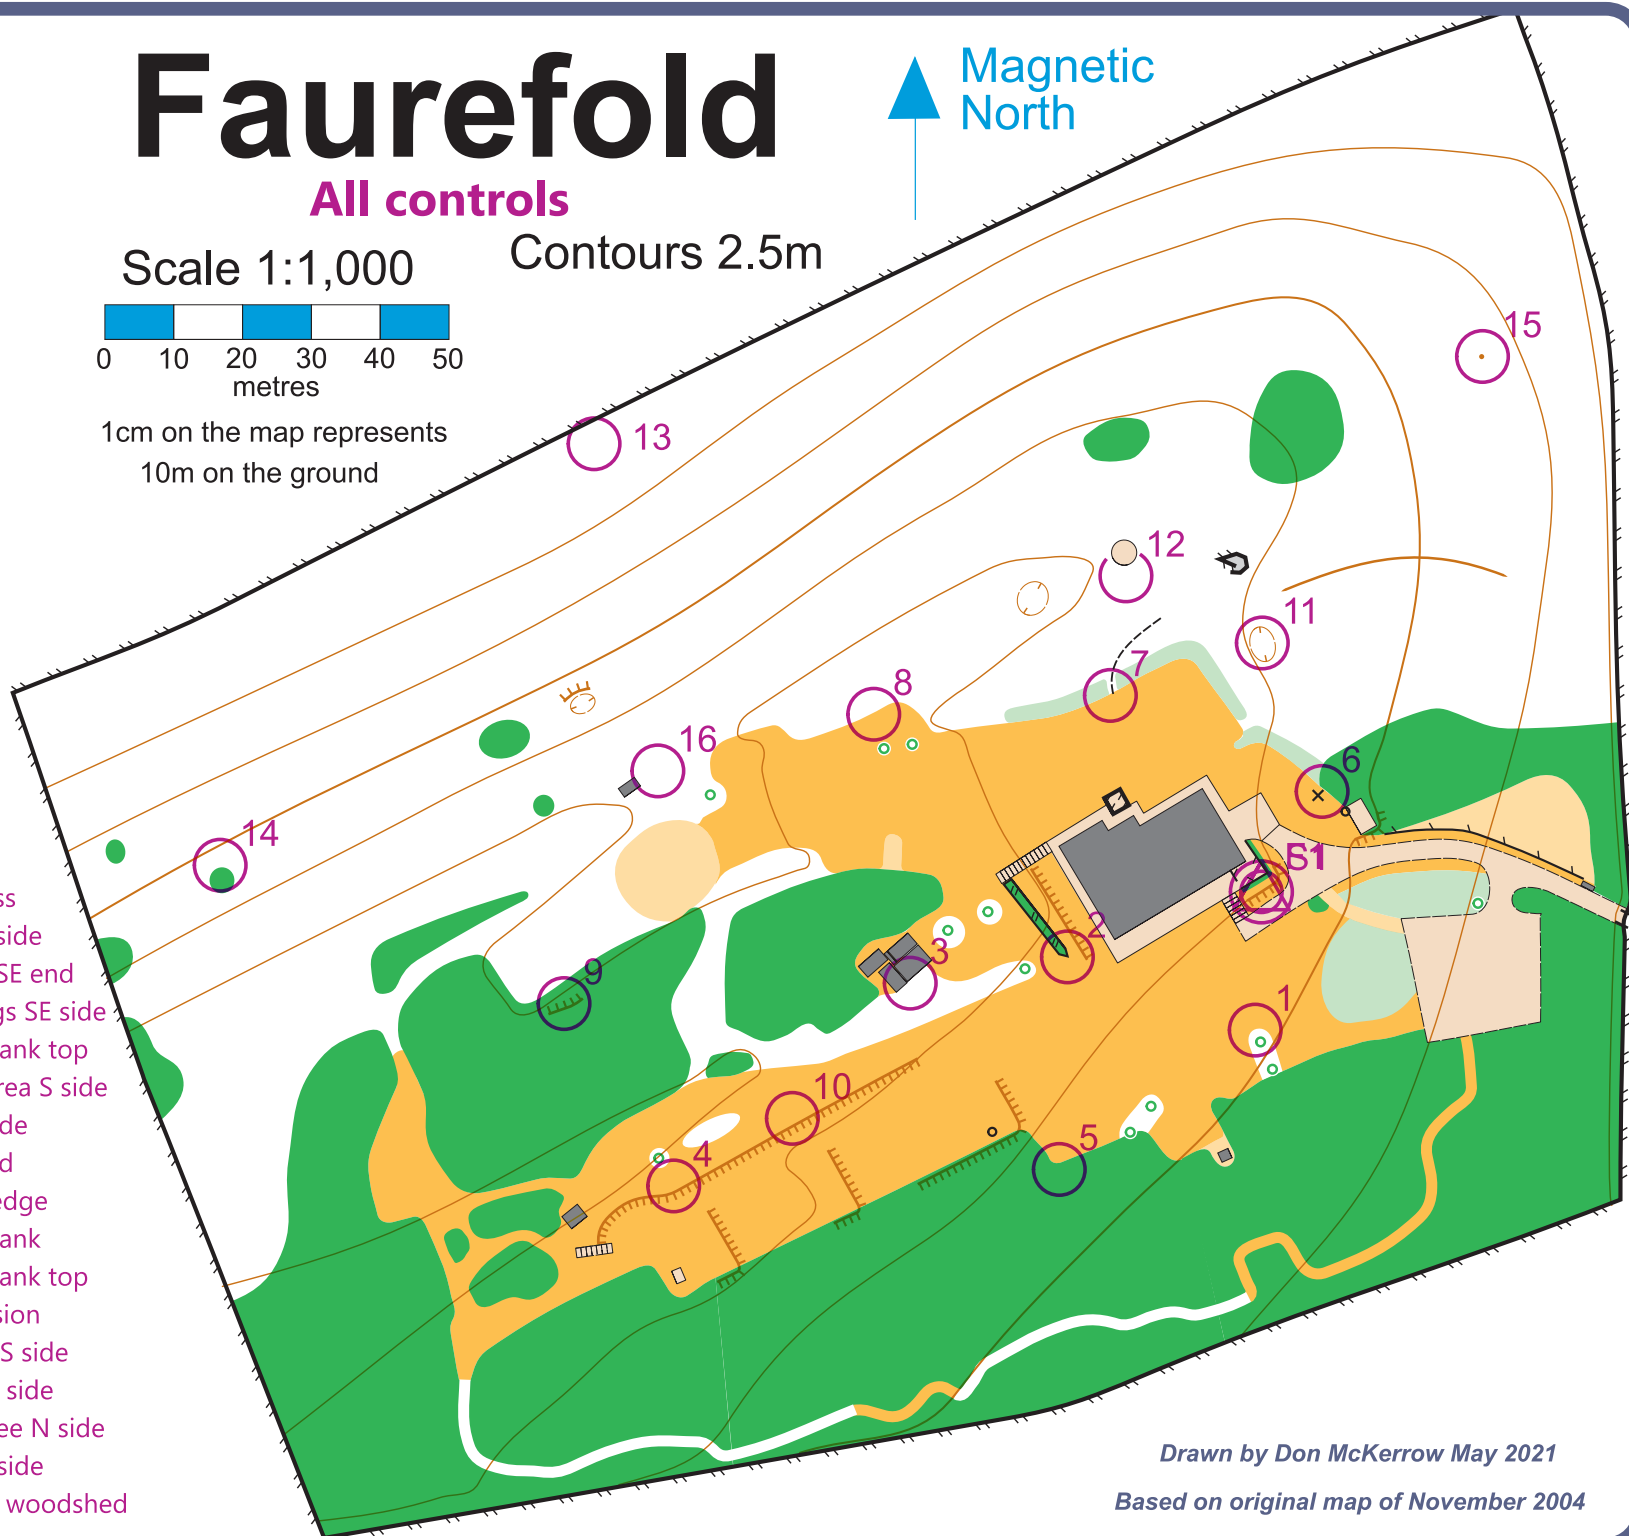 Faurefold
All controls
Magnetic
North
Scale 1:1,000
Contours 2.5m
0 10 20 30 40 50
metres
1cm on the map represents
10m on the ground
15
13
12
11
7
8
16
6
14
S1
2
3
9
1
10
5
4
ss
side
SE end
gs SE side
ank top
rea S side
de
d
edge
ank
ank top
sion
S side
side
ee N side
side
woodshed
Drawn by Don McKerrow May 2021
Based on original map of November 2004